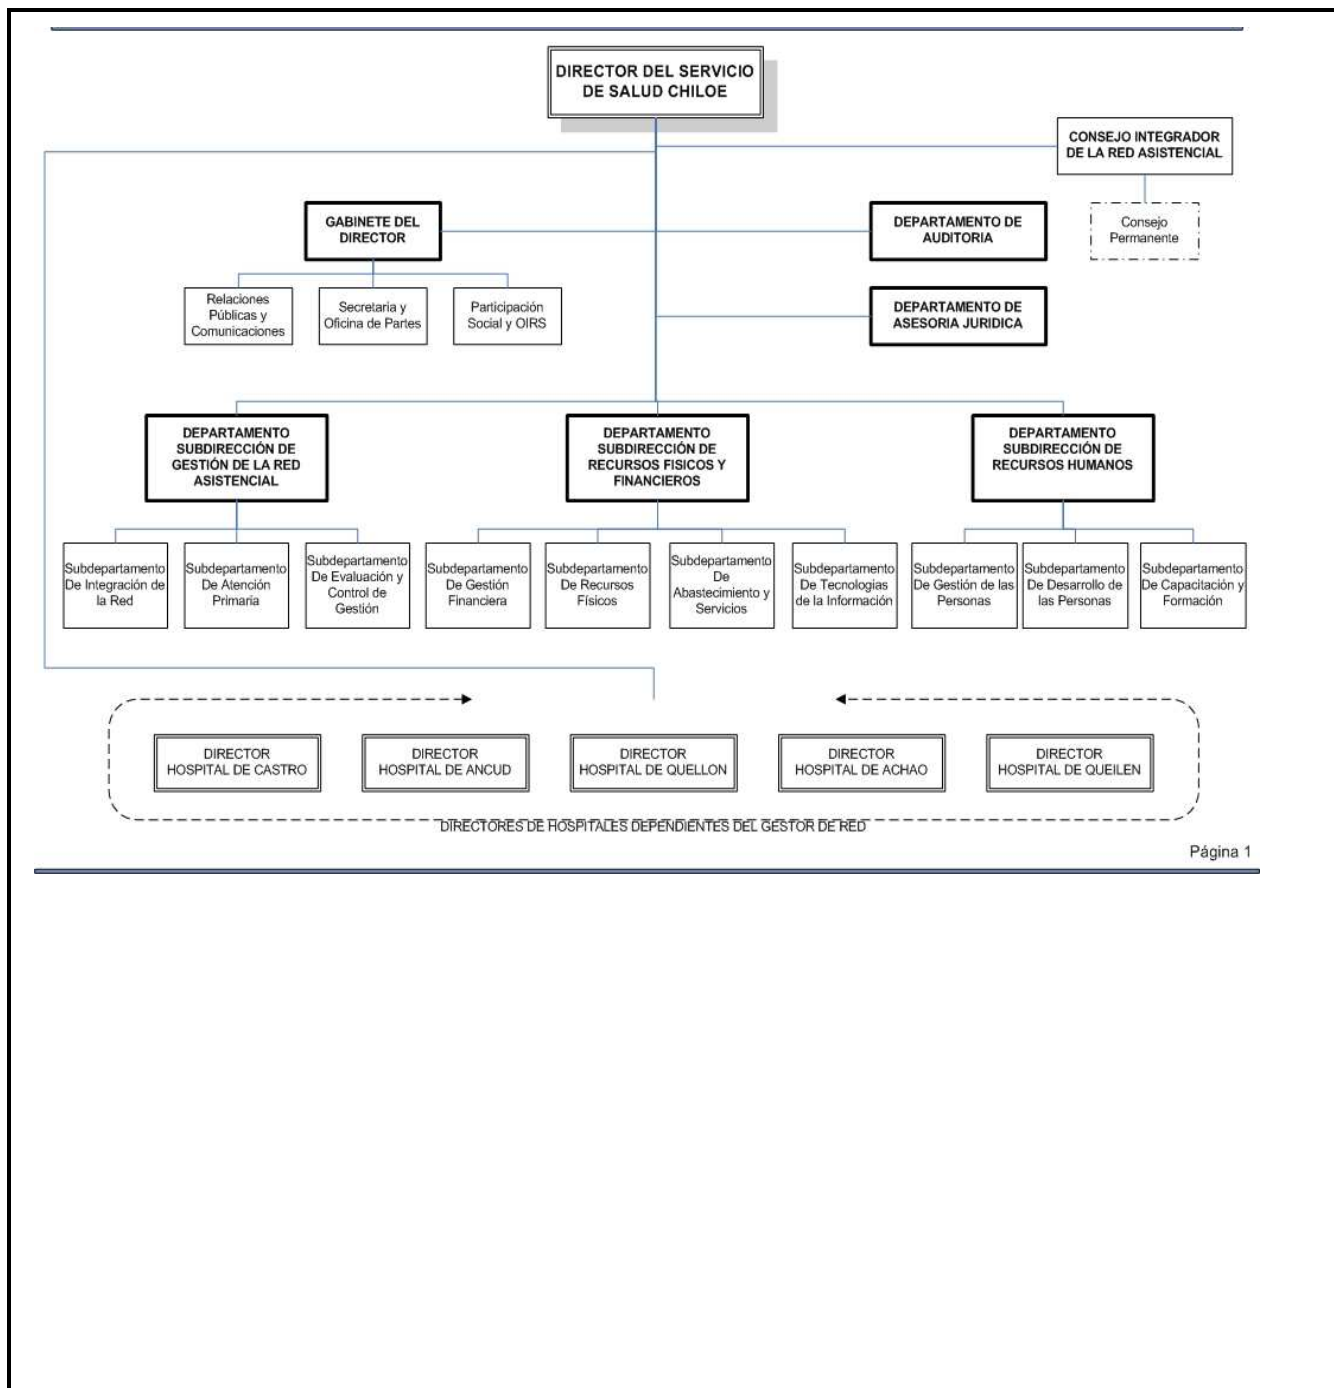 DIRECTOR DEL SERVICIO
DE SALUD CHILOE
CONSEJO INTEGRADOR
DE LA RED ASISTENCIAL
Consejo
Permanente
GABINETE DEL
DIRECTOR
DEPARTAMENTO DE
AUDITORIA
Relaciones
Públicas y
Comunicaciones
Secretaria y
Oficina de Partes
Participación
Social y OIRS
DEPARTAMENTO DE
ASESORIA JURIDICA
DEPARTAMENTO
SUBDIRECCIÓN DE
GESTIÓN DE LA RED
ASISTENCIAL
DEPARTAMENTO
SUBDIRECCIÓN DE
RECURSOS FISICOS Y
FINANCIEROS
DEPARTAMENTO
SUBDIRECCIÓN DE
RECURSOS HUMANOS
Subdepartamento
De Integración de
la Red
Subdepartamento
De Atención
Primaria
Subdepartamento
De Evaluación y
Control de
Gestión
Subdepartamento
De Gestión
Financiera
Subdepartamento
De Recursos
Físicos
Subdepartamento
De
Abastecimiento y
Servicios
Subdepartamento
De Tecnologias
de la Información
Subdepartamento
De Gestión de las
Personas
Subdepartamento
De Desarrollo de
las Personas
Subdepartamento
De Capacitación y
Formación
DIRECTOR
HOSPITAL DE CASTRO
DIRECTOR
HOSPITAL DE ANCUD
DIRECTOR
HOSPITAL DE QUELLON
DIRECTOR
HOSPITAL DE ACHAO
DIRECTOR
HOSPITAL DE QUEILEN
DIRECTORES DE HOSPITALES DEPENDIENTES DEL GESTOR DE RED
Página 1